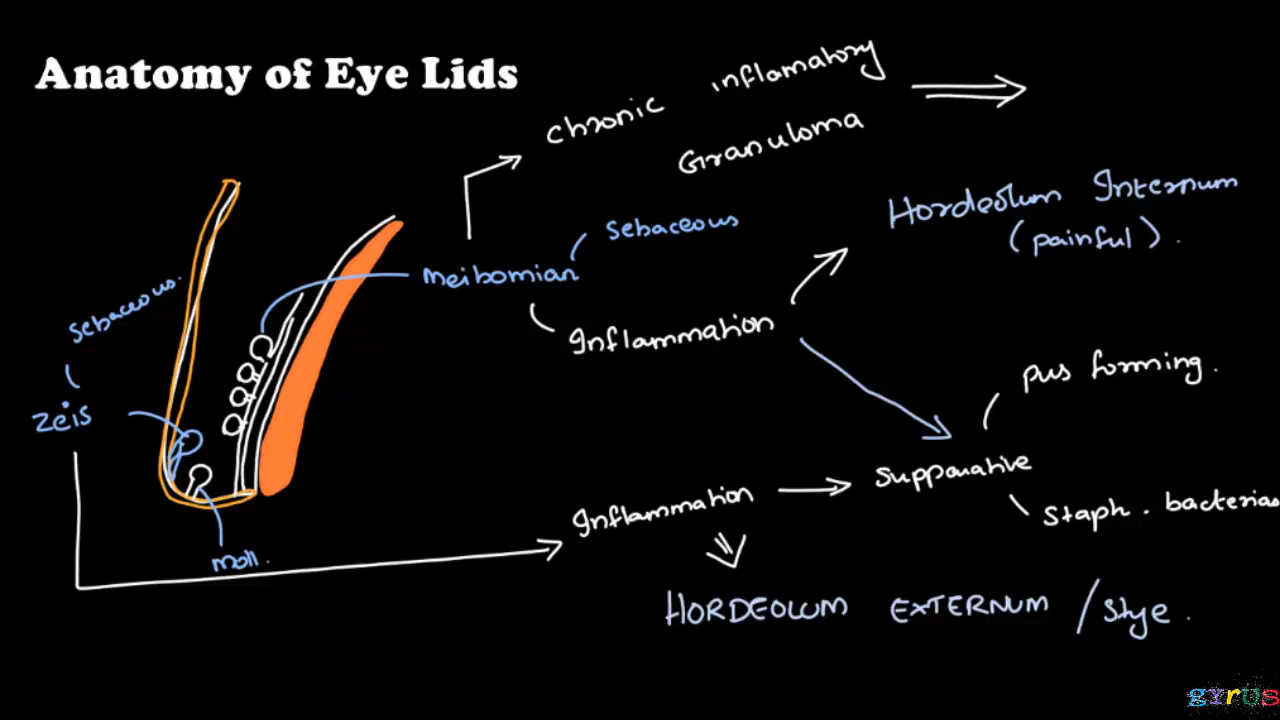 Anatomy of Eye Lids
chronic inflamatory
Granuloma
Hordeolum Internum
(painful).
sebaceous
meibomian
Inflammation
sebaceous.
zeis
moll.
pus forming.
suppurative
staph. bacterias
Inflammation
HORDEOLUM EXTERNUM /stye.
gyrus